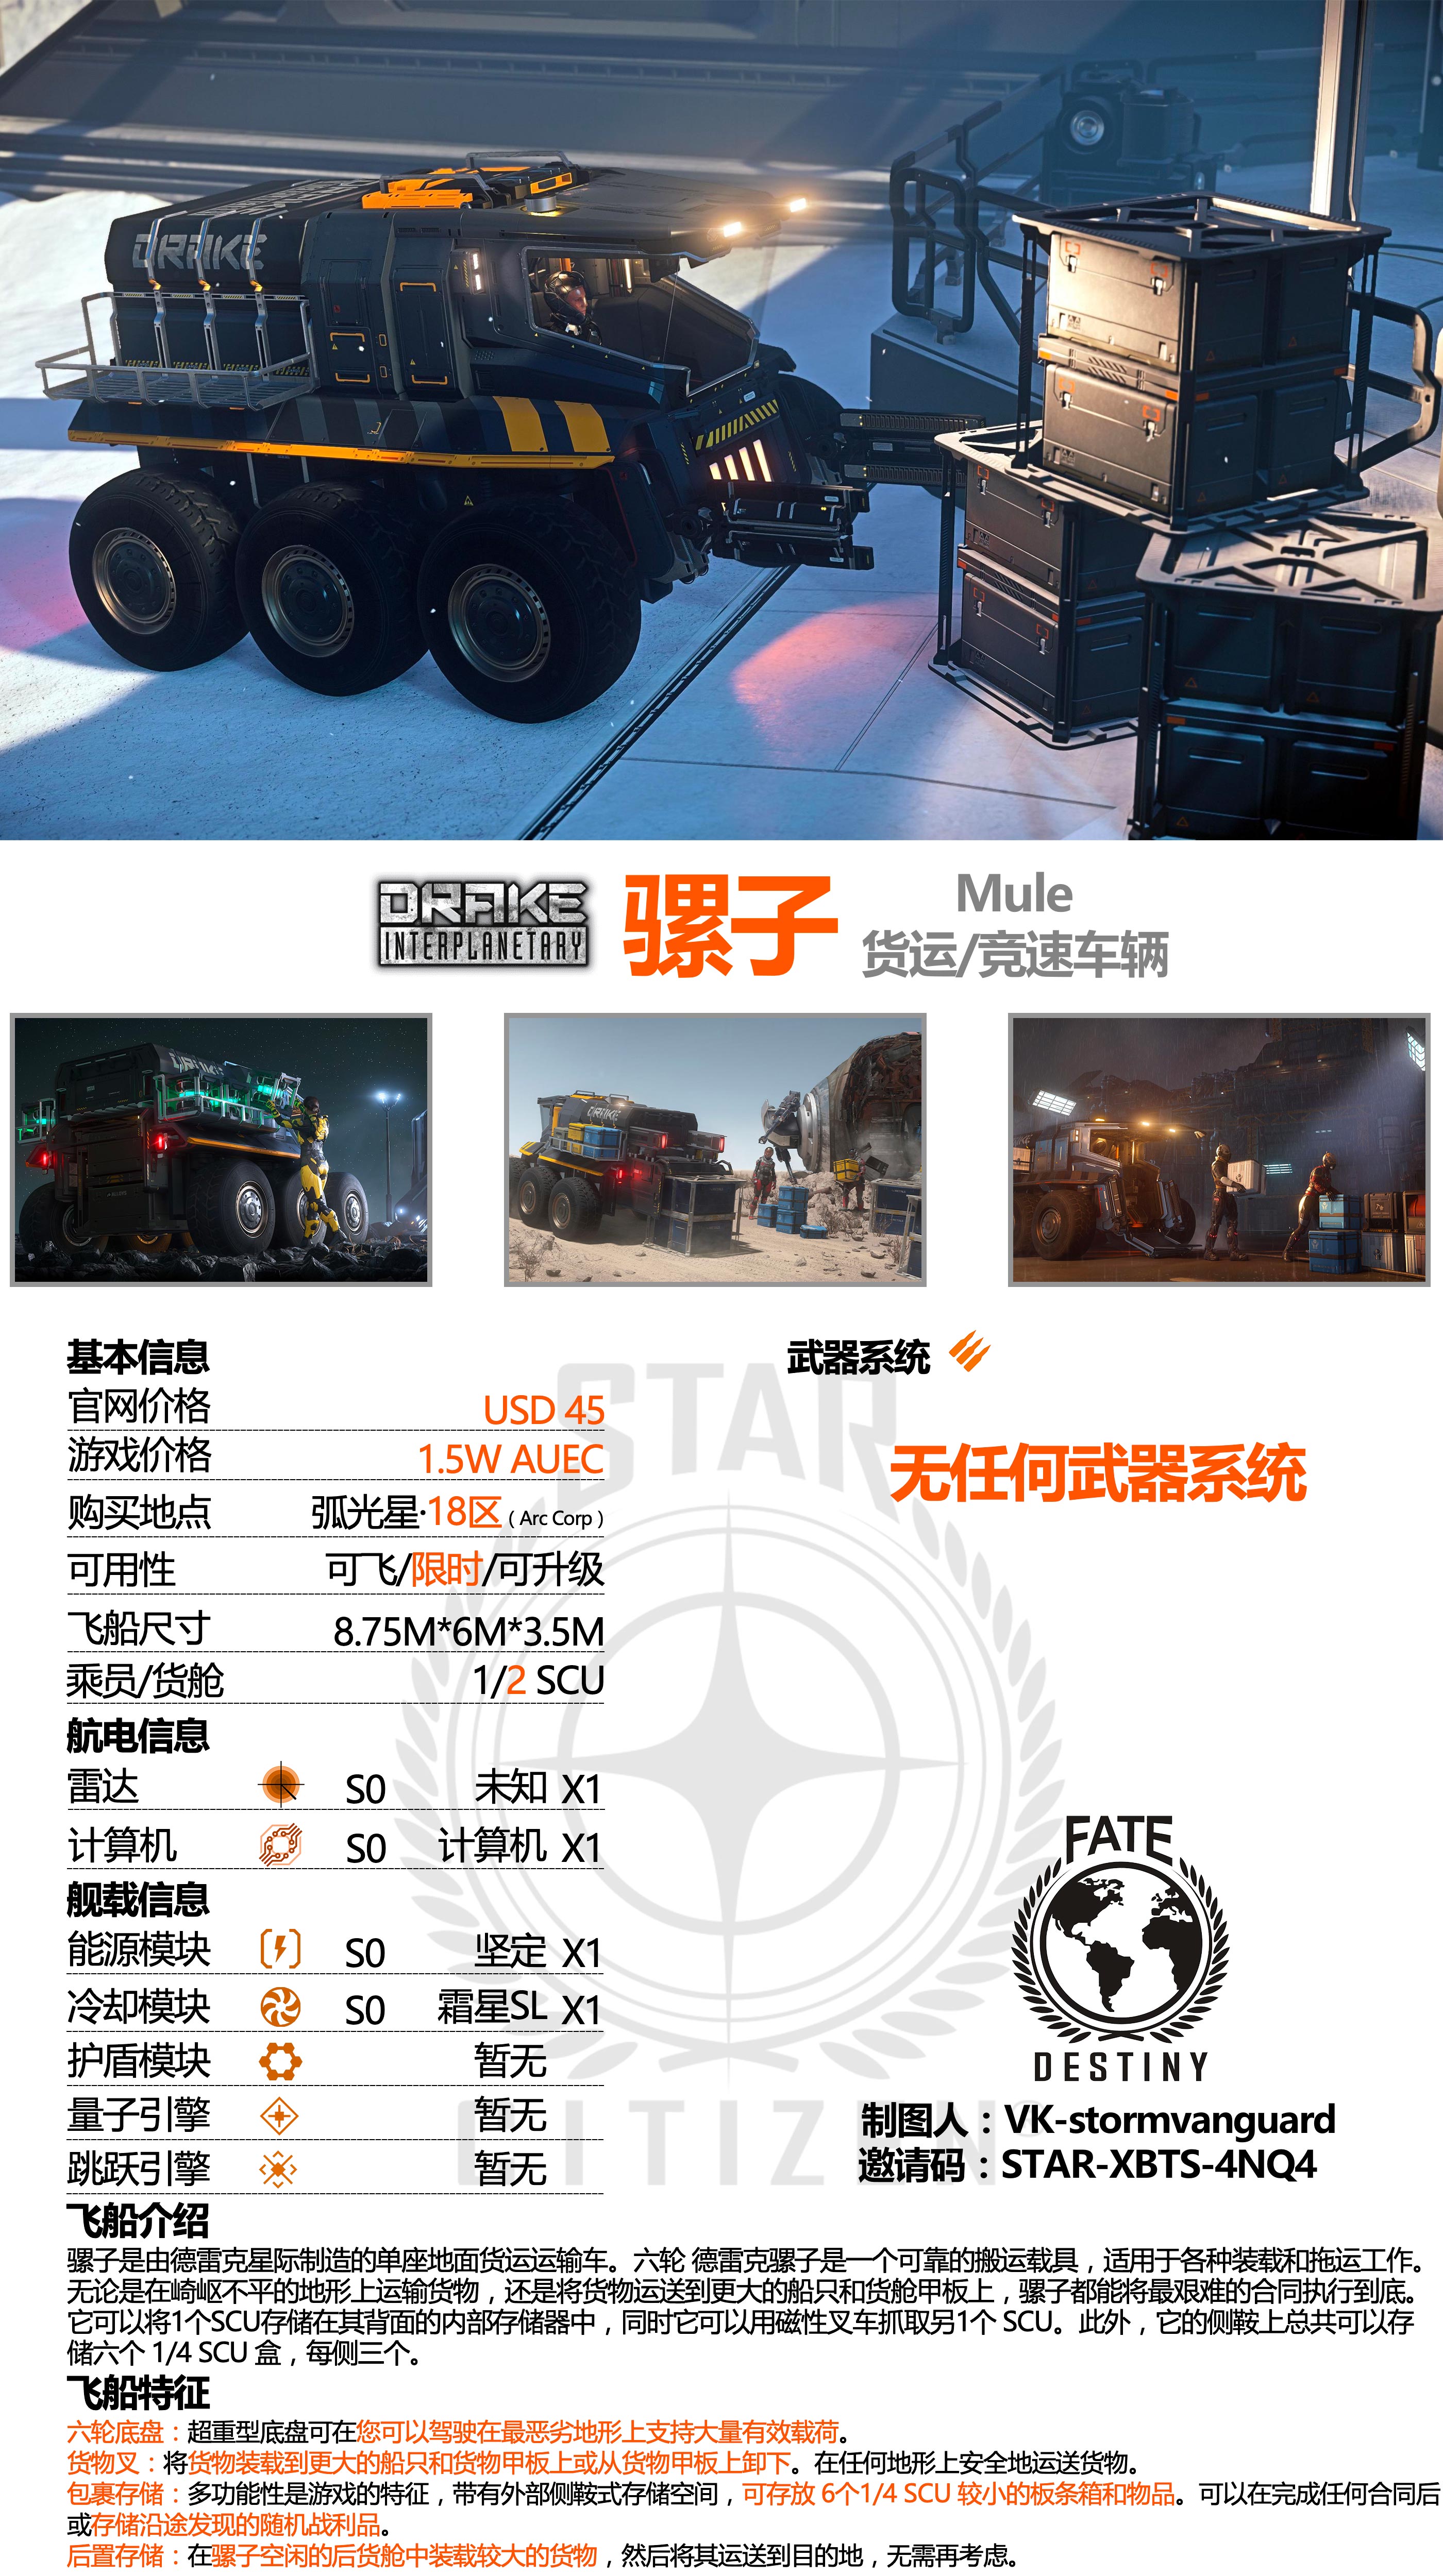 DRAKE
DRAKE
INTERPLANETARY
骡子
Mule
货运/竞速车辆
DRAKE
DRAKE
基本信息
官网价格 USD 45
游戏价格 1.5W AUEC
购买地点 弧光星·18区 ( Arc Corp )
可用性 可飞/限时/可升级
飞船尺寸 8.75M*6M*3.5M
乘员/货舱 1/2 SCU
航电信息
雷达 S0 未知 X1
计算机 S0 计算机 X1
舰载信息
能源模块 S0 坚定 X1
冷却模块 S0 霜星SL X1
护盾模块 暂无
量子引擎 暂无
跳跃引擎 暂无
武器系统
无任何武器系统
STAR
CITIZEN
FATE
DESTINY
制图人：VK-stormvanguard
邀请码：STAR-XBTS-4NQ4
飞船介绍
骡子是由德雷克星际制造的单座地面货运运输车。六轮 德雷克骡子是一个可靠的搬运载具，适用于各种装载和拖运工作。
无论是在崎岖不平的地形上运输货物，还是将货物运送到更大的船只和货舱甲板上，骡子都能将最艰难的合同执行到底。
它可以将1个SCU存储在其背面的内部存储器中，同时它可以用磁性叉车抓取另1个 SCU。此外，它的侧鞍上总共可以存
储六个 1/4 SCU 盒，每侧三个。
飞船特征
六轮底盘：超重型底盘可在您可以驾驶在最恶劣地形上支持大量有效载荷。
货物叉：将货物装载到更大的船只和货物甲板上或从货物甲板上卸下。在任何地形上安全地运送货物。
包裹存储：多功能性是游戏的特征，带有外部侧鞍式存储空间，可存放 6个1/4 SCU 较小的板条箱和物品。可以在完成任何合同后
或存储沿途发现的随机战利品。
后置存储：在骡子空闲的后货舱中装载较大的货物，然后将其运送到目的地，无需再考虑。